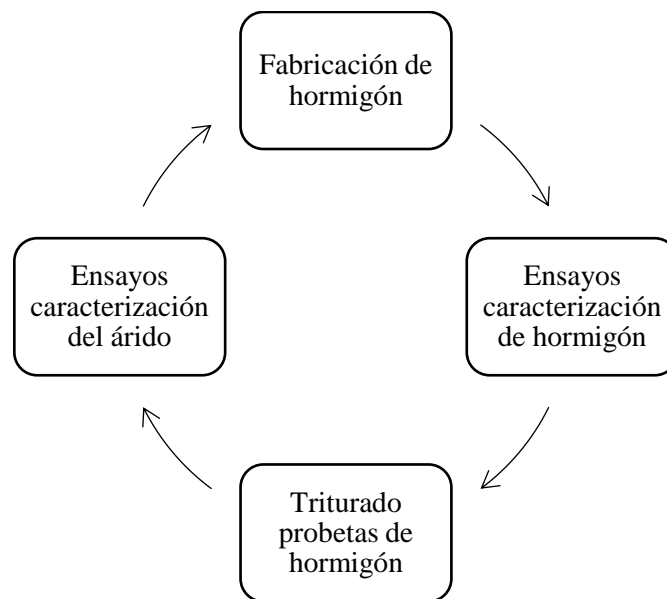 Fabricación de
hormigón
Ensayos
caracterización
de hormigón
Triturado
probetas de
hormigón
Ensayos
caracterización
del árido